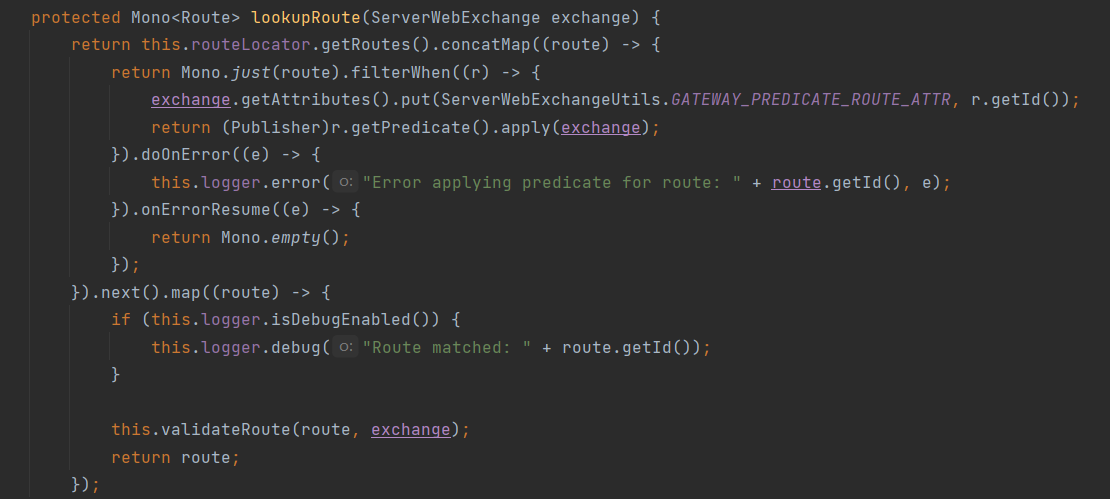 protected Mono<Route> lookupRoute(ServerWebExchange exchange) {
return this.routeLocator.getRoutes().concatMap((route) -> {
return Mono.just(route).filterWhen((r) -> {
exchange.getAttributes().put(ServerWebExchangeUtils.GATEWAY_PREDICATE_ROUTE_ATTR, r.getId());
return (Publisher)r.getPredicate().apply(exchange);
}).doOnError((e) -> {
this.logger.error( o: "Error applying predicate for route: " + route.getId(), e);
}).onErrorResume((e) -> {
return Mono.empty();
});
}).next().map((route) -> {
if (this.logger.isDebugEnabled()) {
this.logger.debug( o: "Route matched: " + route.getId());
}
this.validateRoute(route, exchange);
return route;
});